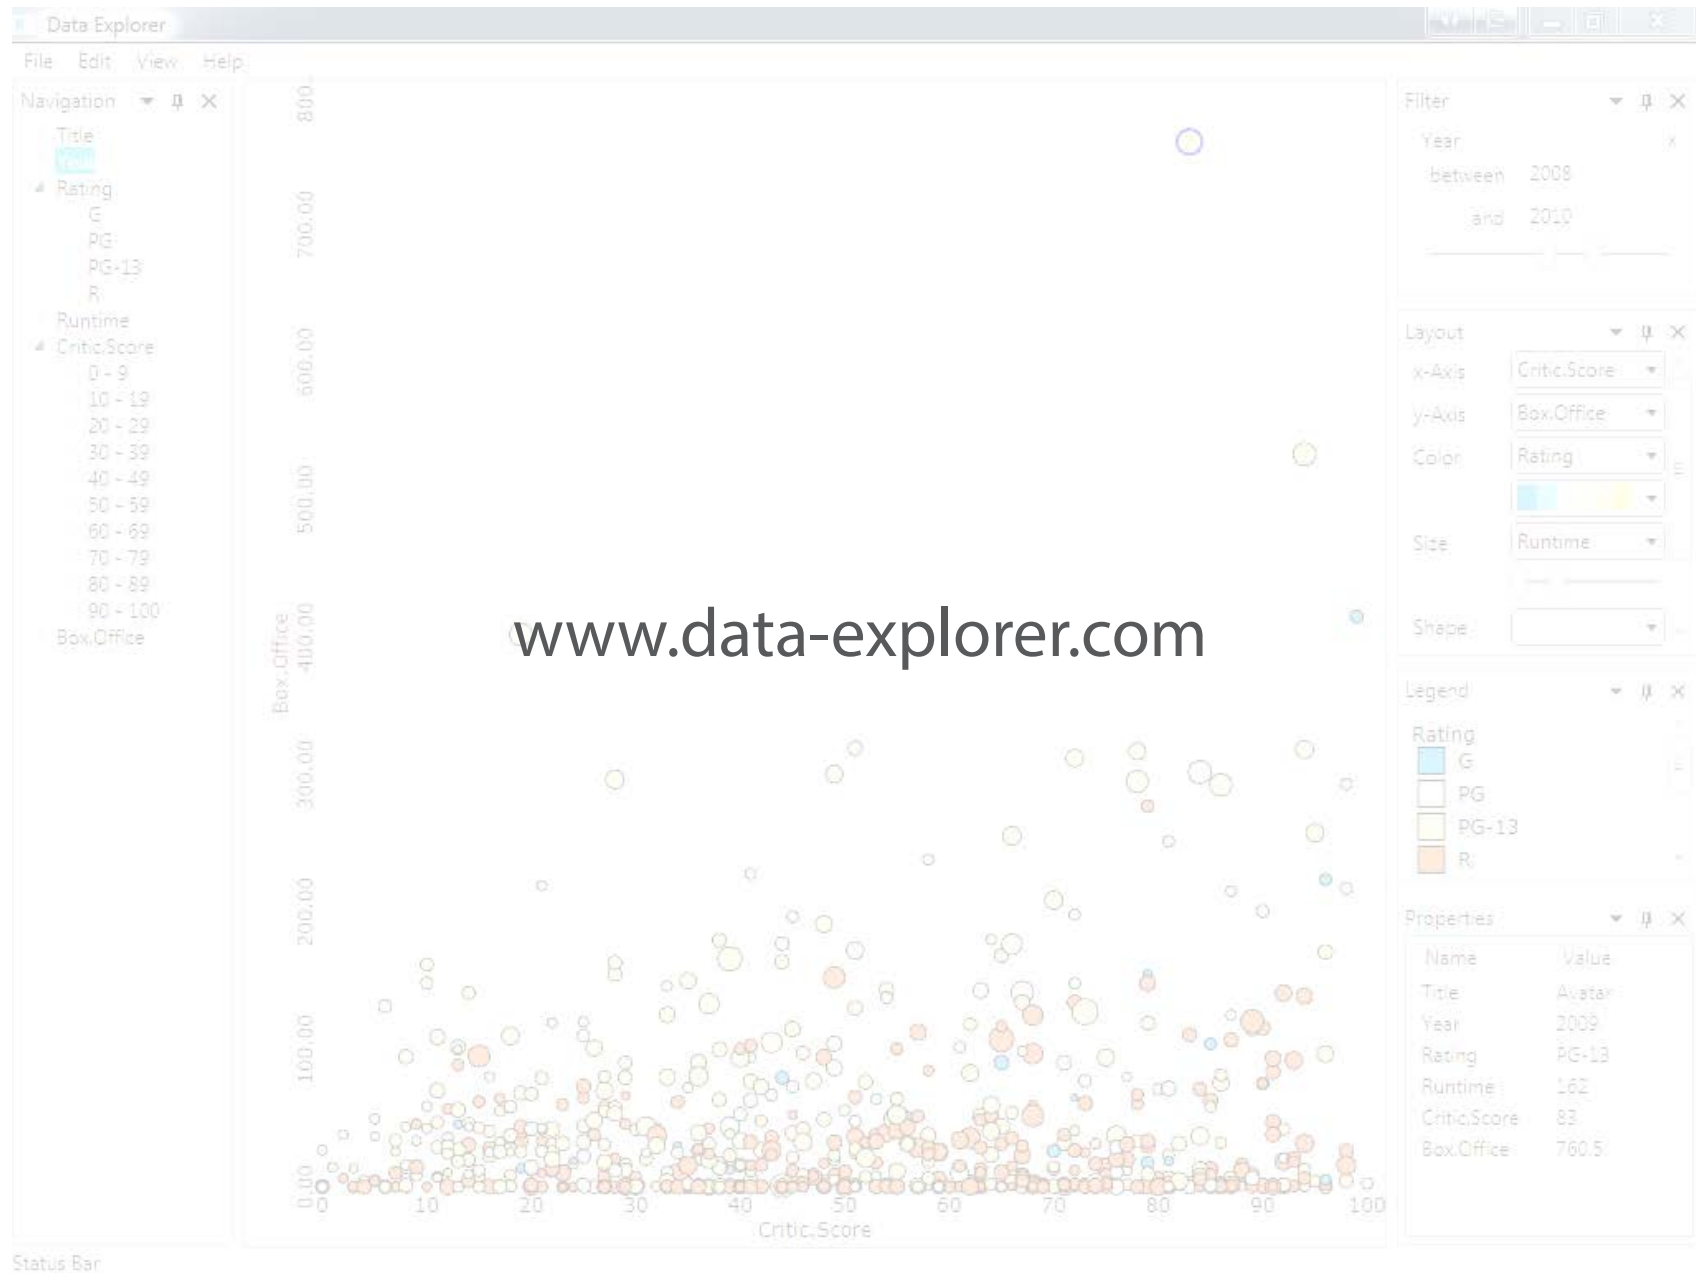 Data Explorer
File Edit View Help
Navigation
Title
Year
Rating
G
PG
PG-13
R
Runtime
Critic.Score
0 - 9
10 - 19
20 - 29
30 - 39
40 - 49
50 - 59
60 - 69
70 - 79
80 - 89
90 - 100
Box.Office
800.
700.00
600.00
500.00
400.00
300.00
200.00
100.00
0.00
Box.Office
www.data-explorer.com
0 10 20 30 40 50 60 70 80 90 100
Critic.Score
Filter
Year x
between 2008
and 2010
Layout
x-Axis Critic.Score
y-Axis Box.Office
Color Rating
Size Runtime
Shape
Legend
Rating
G
PG
PG-13
R
Properties
Name Value
Title Avatar
Year 2009
Rating PG-13
Runtime 162
Critic.Score 83
Box.Office 760.5
Status Bar